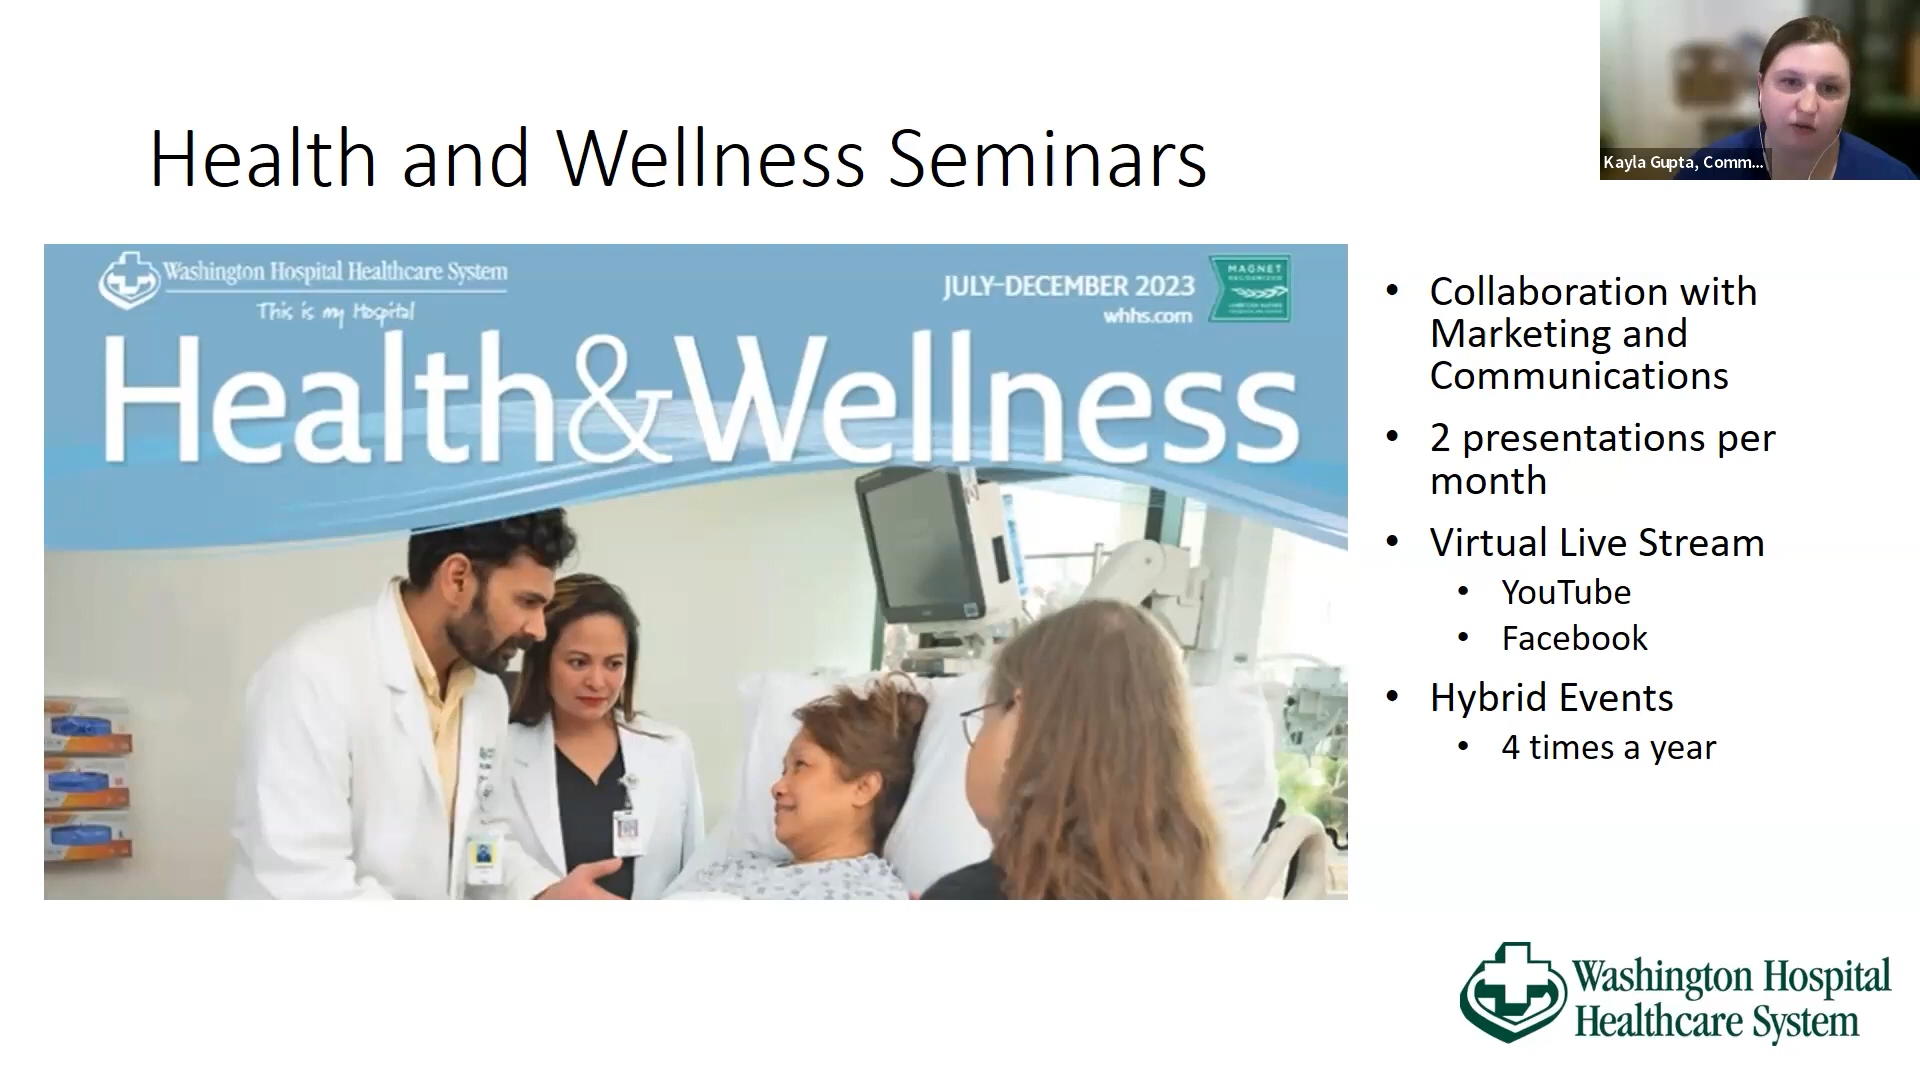 Health and Wellness Seminars
Kayla Gupta, Comm...
Washington Hospital Healthcare System
This is my Hospital
JULY–DECEMBER 2023
whhs.com
MAGNET
RECOGNIZED
Health&Wellness
• Collaboration with
Marketing and
Communications
• 2 presentations per
month
• Virtual Live Stream
• YouTube
• Facebook
• Hybrid Events
• 4 times a year
Washington Hospital
Healthcare System